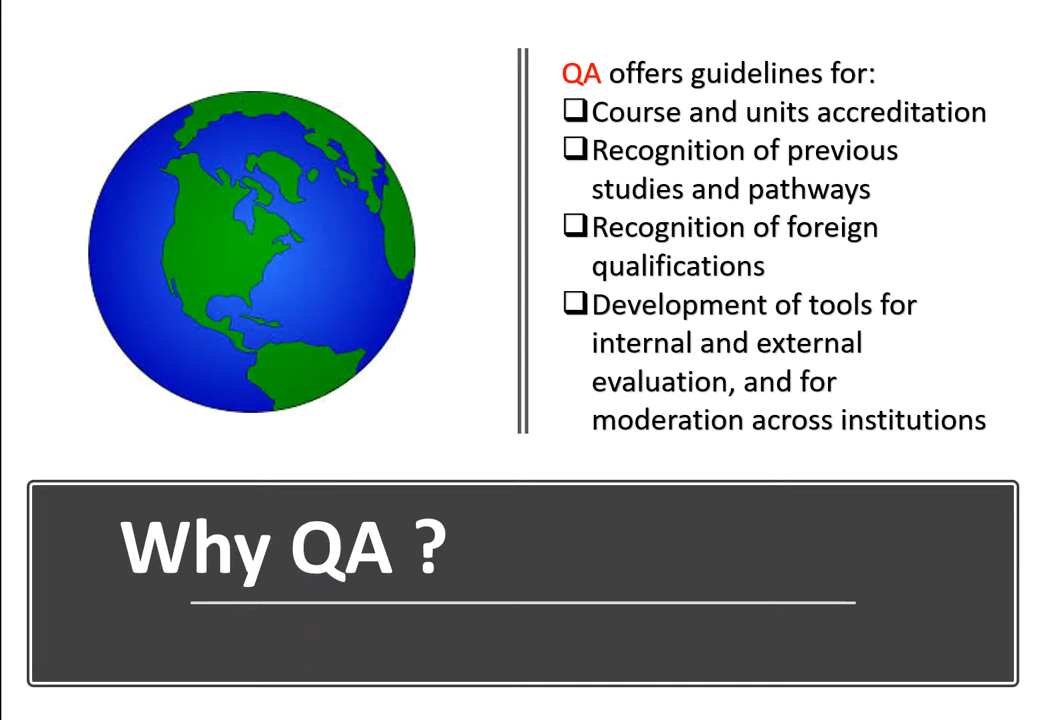 QA offers guidelines for:
❑Course and units accreditation
❑Recognition of previous
studies and pathways
❑Recognition of foreign
qualifications
❑Development of tools for
internal and external
evaluation, and for
moderation across institutions
Why QA ?